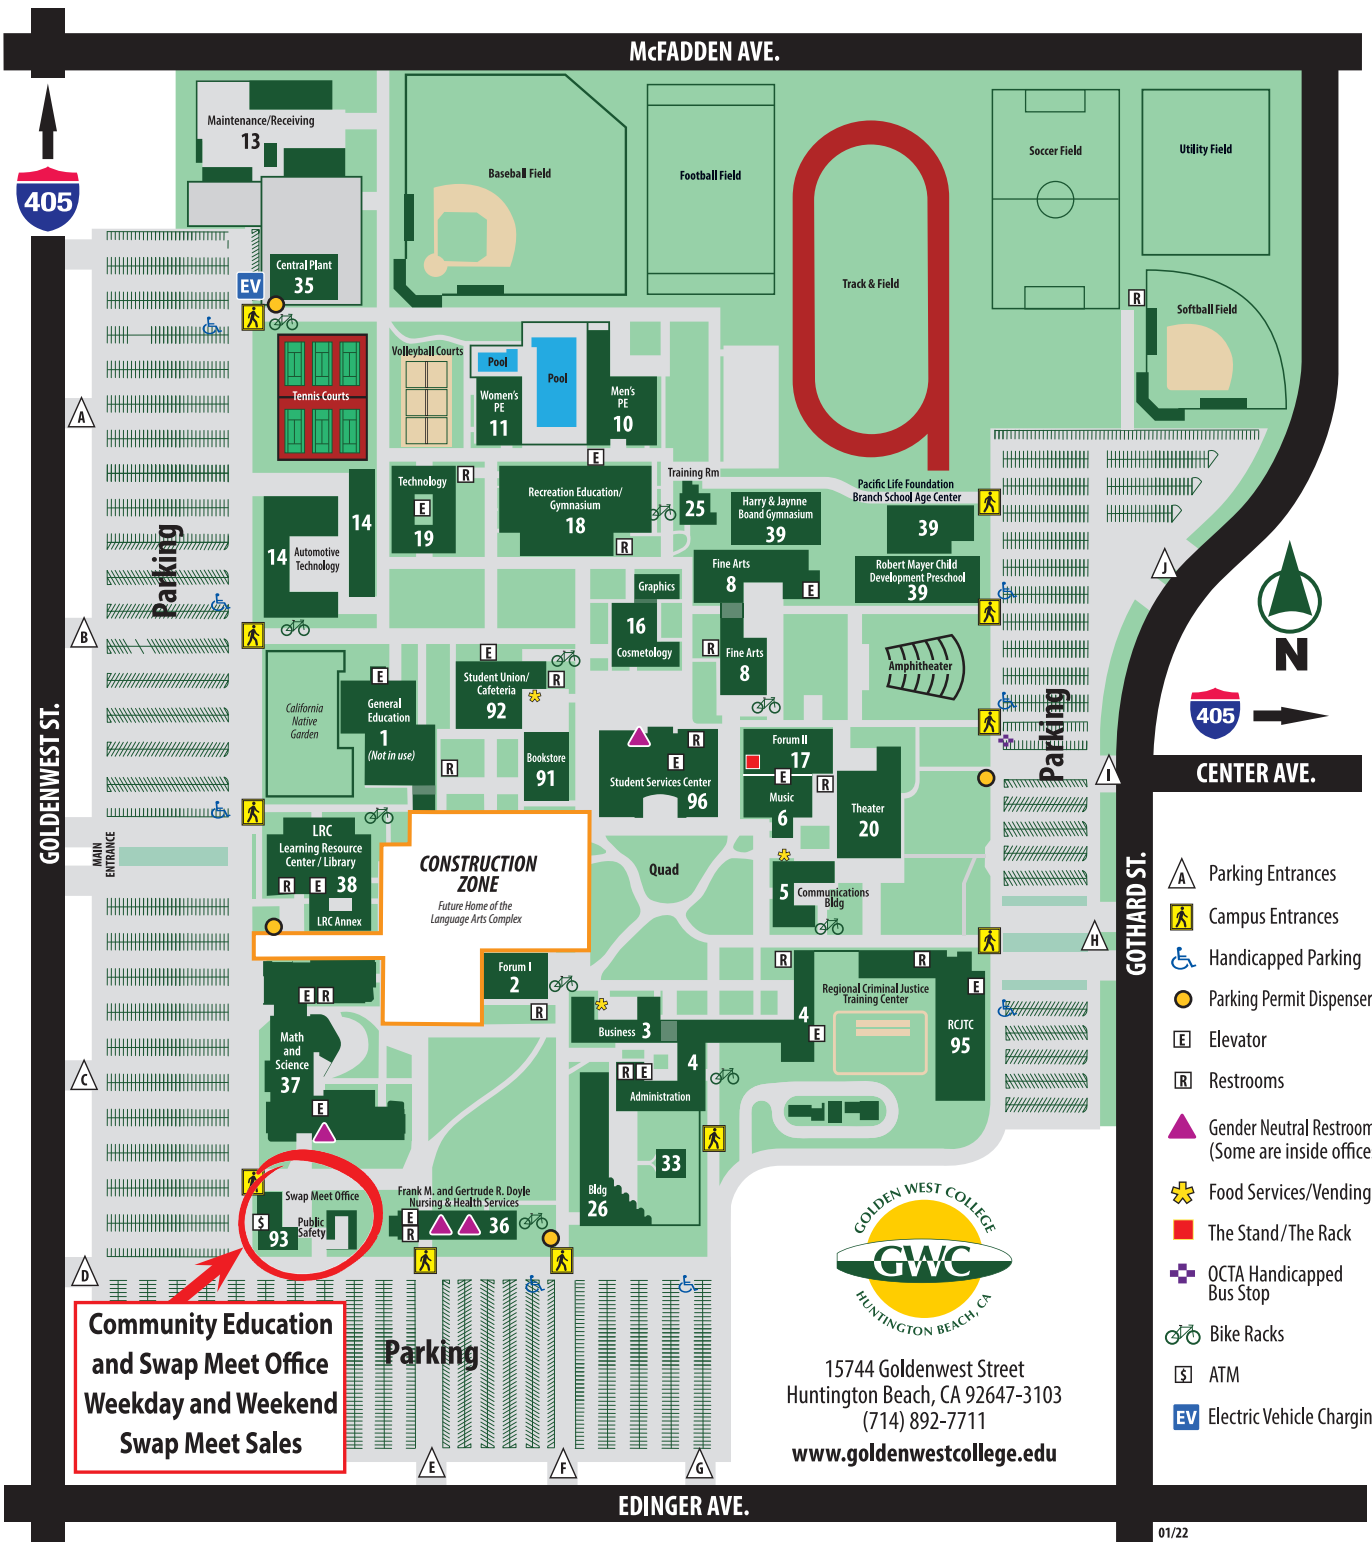 McFADDEN AVE.
Maintenance/Receiving
13
405
Baseball Field
Football Field
Soccer Field
Utility Field
Track & Field
Central Plant
35
EV
R
Softball Field
Volleyball Courts
Pool
Pool
Tennis Courts
Women's
PE
11
Men's
PE
10
A
E
Training Rm
Technology
R
E
19
Recreation Education/
Gymnasium
18
R
25
Harry & Jaynne
Board Gymnasium
39
Pacific Life Foundation
Branch School Age Center
39
14
14
Automotive
Technology
Parking
Fine Arts
8
E
Robert Mayer Child
Development Preschool
39
J
Graphics
16
Cosmetology
B
R
Fine Arts
8
Amphitheater
N
405
E
Student Union/
Cafeteria
92
R
E
California
Native
Garden
General
Education
1
(Not in use)
R
Bookstore
91
R
E
Student Services Center
96
Forum II
17
E
R
Music
6
Theater
20
Parking
I
CENTER AVE.
GOLDENWEST ST.
MAIN
ENTRANCE
LRC
Learning Resource
Center / Library
R
E
38
LRC Annex
CONSTRUCTION
ZONE
Future Home of the
Language Arts Complex
Quad
5
Communications
Bldg
H
GOTHARD ST.
A
Parking Entrances
Campus Entrances
Handicapped Parking
Parking Permit Dispenser
E
Elevator
R
Restrooms
Gender Neutral Restroom
(Some are inside office
Food Services/Vending
The Stand/The Rack
OCTA Handicapped
Bus Stop
Bike Racks
$
ATM
EV
Electric Vehicle Chargin
Forum I
2
R
E
R
Math
and
Science
37
E
Business
3
4
E
R
R
Regional Criminal Justice
Training Center
E
RCJTC
95
R
E
4
Administration
C
33
Bldg
26
Swap Meet Office
$
93
Public
Safety
Frank M. and Gertrude R. Doyle
Nursing & Health Services
E
R
36
D
Community Education
and Swap Meet Office
Weekday and Weekend
Swap Meet Sales
Parking
E
F
G
GOLDEN WEST COLLEGE
GWC
HUNTINGTON BEACH, CA
15744 Goldenwest Street
Huntington Beach, CA 92647-3103
(714) 892-7711
www.goldenwestcollege.edu
EDINGER AVE.
01/22